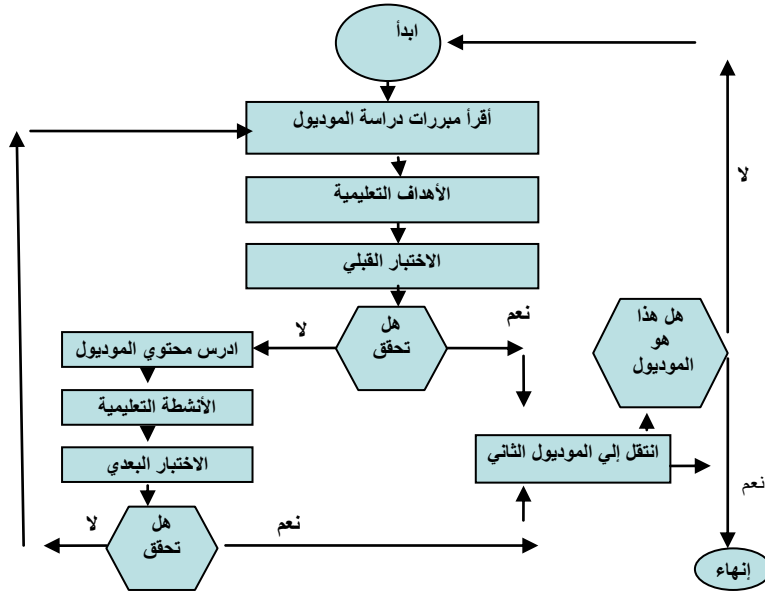 ابدأ
أقرأ مبررات دراسة الموديول
الأهداف التعليمية
الاختبار القبلي
هل
تحقق
نعم
لا
ادرس محتوي الموديول
الأنشطة التعليمية
الاختبار البعدي
هل
تحقق
لا
نعم
انتقل إلي الموديول الثاني
هل هذا
هو
الموديول
لا
نعم
إنهاء